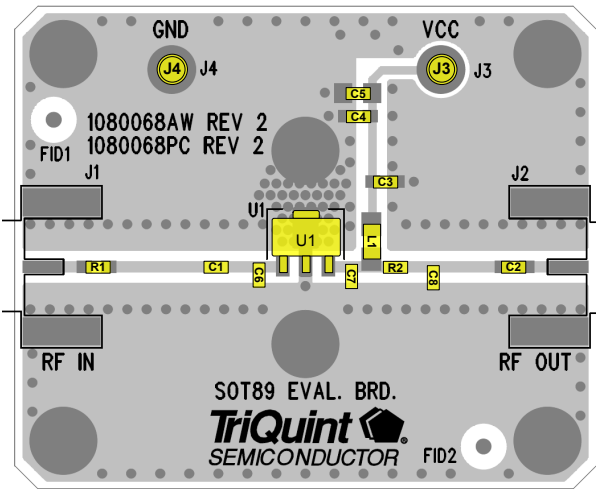 GND
VCC
J4 J4
J3 J3
C5
C4
1080068AW REV 2
1080068PC REV 2
FID1
J1
J2
C3
U1
U1
L1
R1
C1
C6
C7
R2
C8
C2
RF IN
RF OUT
SOT89 EVAL. BRD.
TriQuint
SEMICONDUCTOR
FID2